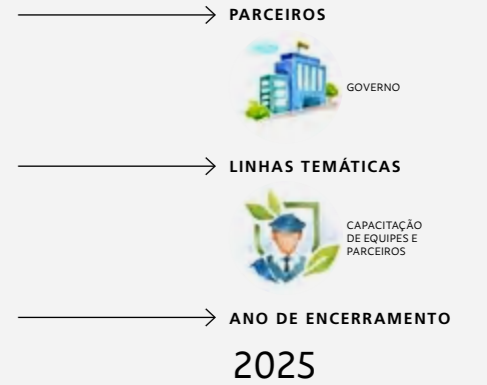 PARCEIROS
GOVERNO
LINHAS TEMÁTICAS
CAPACITAÇÃO
DE EQUIPES E
PARCEIROS
ANO DE ENCERRAMENTO
2025